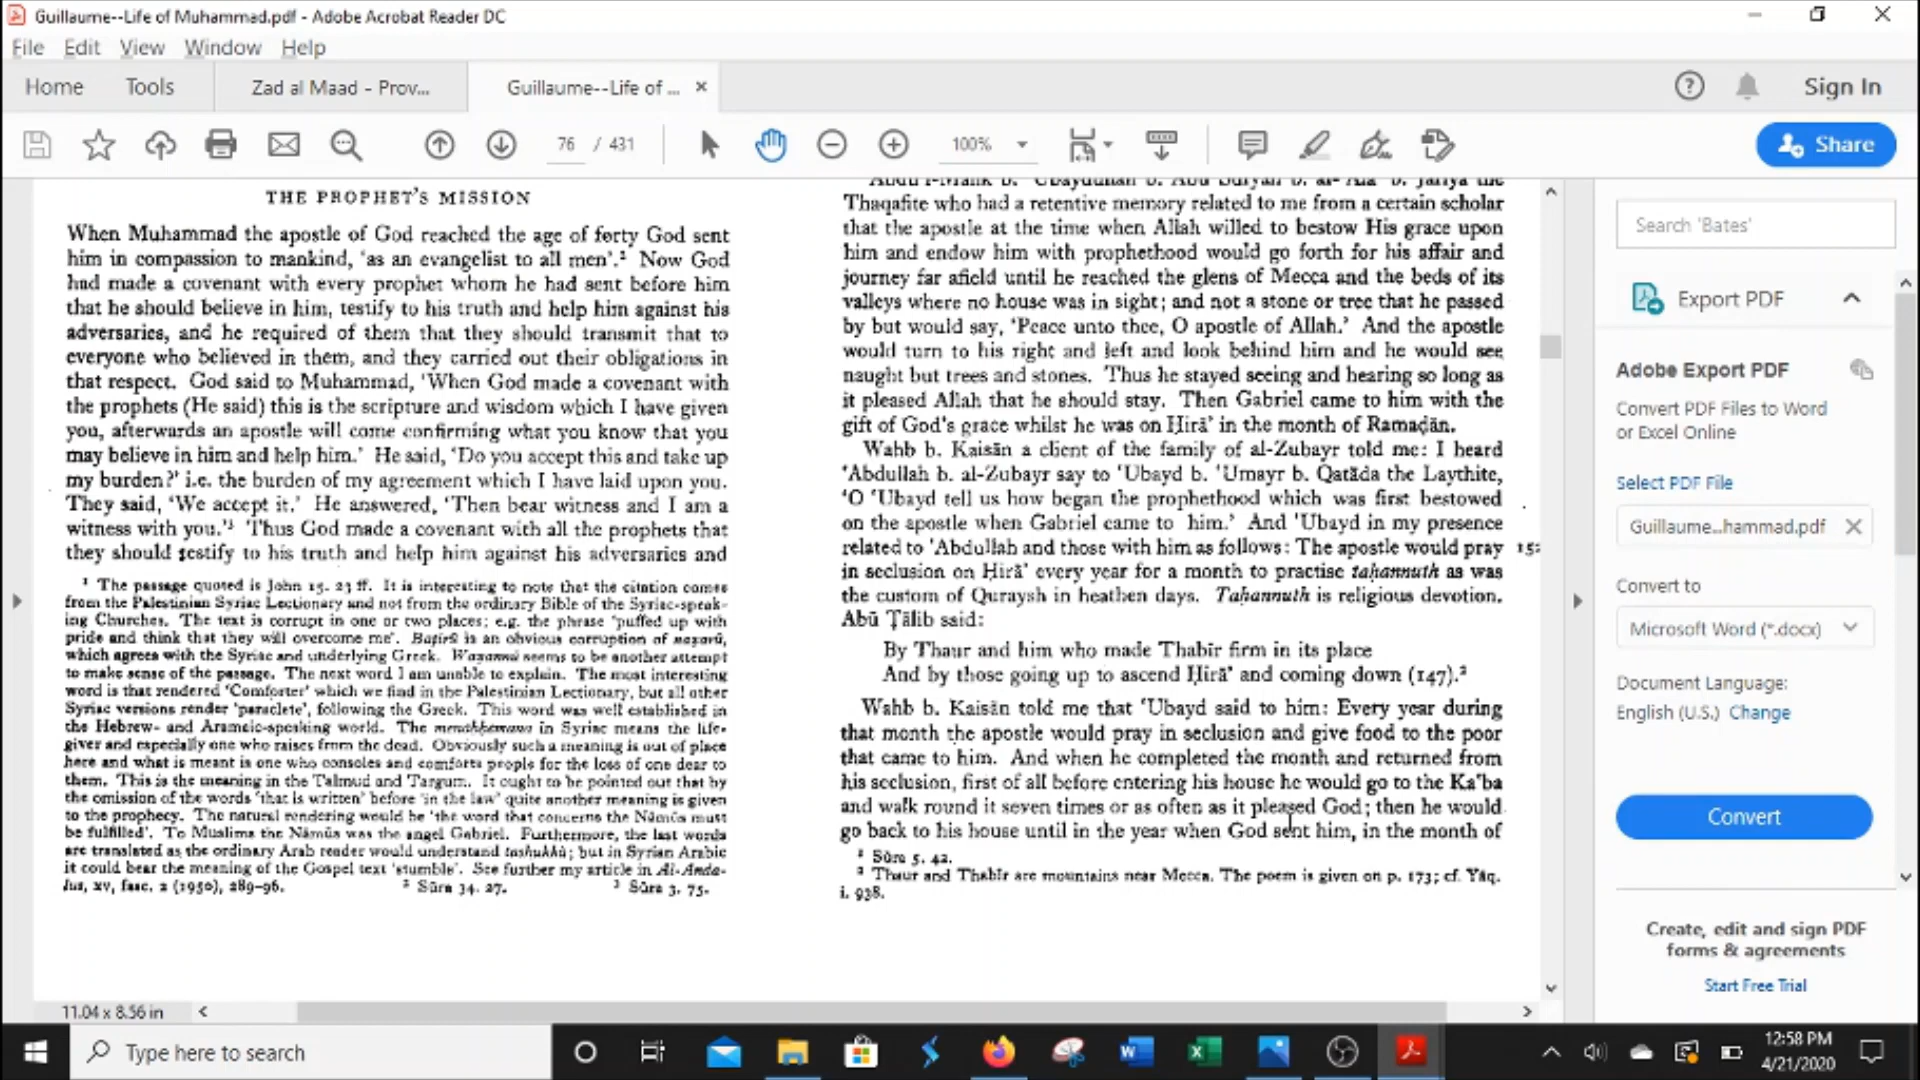 Guillaume--Life of Muhammad.pdf - Adobe Acrobat Reader DC
File Edit View Window Help
Home Tools Zad al Maad - Prov... Guillaume--Life of ... × Sign In
76 / 431 100% Share
THE PROPHET'S MISSION
When Muhammad the apostle of God reached the age of forty God sent
him in compassion to mankind, 'as an evangelist to all men'.² Now God
had made a covenant with every prophet whom he had sent before him
that he should believe in him, testify to his truth and help him against his
adversaries, and he required of them that they should transmit that to
everyone who believed in them, and they carried out their obligations in
that respect. God said to Muhammad, 'When God made a covenant with
the prophets (He said) this is the scripture and wisdom which I have given
you, afterwards an apostle will come confirming what you know that you
may believe in him and help him.' He said, 'Do you accept this and take up
my burden?' i.e. the burden of my agreement which I have laid upon you.
They said, 'We accept it.' He answered, 'Then bear witness and I am a
witness with you.'³ Thus God made a covenant with all the prophets that
they should testify to his truth and help him against his adversaries and
¹ The passage quoted is John 15. 23 ff. It is interesting to note that the citation comes
from the Palestinian Syriac Lectionary and not from the ordinary Bible of the Syriac-speak-
ing Churches. The text is corrupt in one or two places; e.g. the phrase 'puffed up with
pride and think that they will overcome me'. Baṭirū is an obvious corruption of naẓarū,
which agrees with the Syriac and underlying Greek. seems to be another attempt
to make sense of the passage. The next word I am unable to explain. The most interesting
word is that rendered 'Comforter' which we find in the Palestinian Lectionary, but all other
Syriac versions render 'paraclete', following the Greek. This word was well established in
the Hebrew- and Aramaic-speaking world. The menaḥḥemana in Syriac means the life-
giver and especially one who raises from the dead. Obviously such a meaning is out of place
here and what is meant is one who consoles and comforts people for the loss of one dear to
them. This is the meaning in the Talmud and Targum. It ought to be pointed out that by
the omission of the words 'that is written' before 'in the law' quite another meaning is given
to the prophecy. The natural rendering would be 'the word that concerns the Nāmūs must
be fulfilled'. To Muslims the Nāmūs was the angel Gabriel. Furthermore, the last words
are translated as the ordinary Arab reader would understand tashukkū; but in Syrian Arabic
it could bear the meaning of the Gospel text 'stumble'. See further my article in Al-Anda-
lus, xv, fasc. 2 (1950), 289-96. ² Sūra 34. 27. ³ Sūra 3. 75.
'Abdu'l-Malik b. 'Ubaydullah b. Abū Sufyān b. al-'Alā' b. Jāriya the
Thaqafite who had a retentive memory related to me from a certain scholar
that the apostle at the time when Allah willed to bestow His grace upon
him and endow him with prophethood would go forth for his affair and
journey far afield until he reached the glens of Mecca and the beds of its
valleys where no house was in sight; and not a stone or tree that he passed
by but would say, 'Peace unto thee, O apostle of Allah.' And the apostle
would turn to his right and left and look behind him and he would see
naught but trees and stones. Thus he stayed seeing and hearing so long as
it pleased Allah that he should stay. Then Gabriel came to him with the
gift of God's grace whilst he was on Ḥirā' in the month of Ramaḍān.
Wahb b. Kaisān a client of the family of al-Zubayr told me: I heard
'Abdullah b. al-Zubayr say to 'Ubayd b. 'Umayr b. Qatāda the Laythite,
'O 'Ubayd tell us how began the prophethood which was first bestowed
on the apostle when Gabriel came to him.' And 'Ubayd in my presence
related to 'Abdullah and those with him as follows: The apostle would pray
in seclusion on Ḥirā' every year for a month to practise taḥannuth as was
the custom of Quraysh in heathen days. Taḥannuth is religious devotion.
Abū Ṭālib said:
By Thaur and him who made Thabīr firm in its place
And by those going up to ascend Ḥirā' and coming down (147).²
Wahb b. Kaisān told me that 'Ubayd said to him: Every year during
that month the apostle would pray in seclusion and give food to the poor
that came to him. And when he completed the month and returned from
his seclusion, first of all before entering his house he would go to the Ka'ba
and walk round it seven times or as often as it pleased God; then he would
go back to his house until in the year when God sent him, in the month of
¹ Sūra 5. 42.
² Thaur and Thabīr are mountains near Mecca. The poem is given on p. 173; cf. Yāq.
i. 938.
11.04 x 8.56 in
Search 'Bates'
Export PDF
Adobe Export PDF
Convert PDF Files to Word
or Excel Online
Select PDF File
Guillaume...hammad.pdf
Convert to
Microsoft Word (*.docx)
Document Language:
English (U.S.) Change
Convert
Create, edit and sign PDF
forms & agreements
Start Free Trial
Type here to search
12:58 PM
4/21/2020